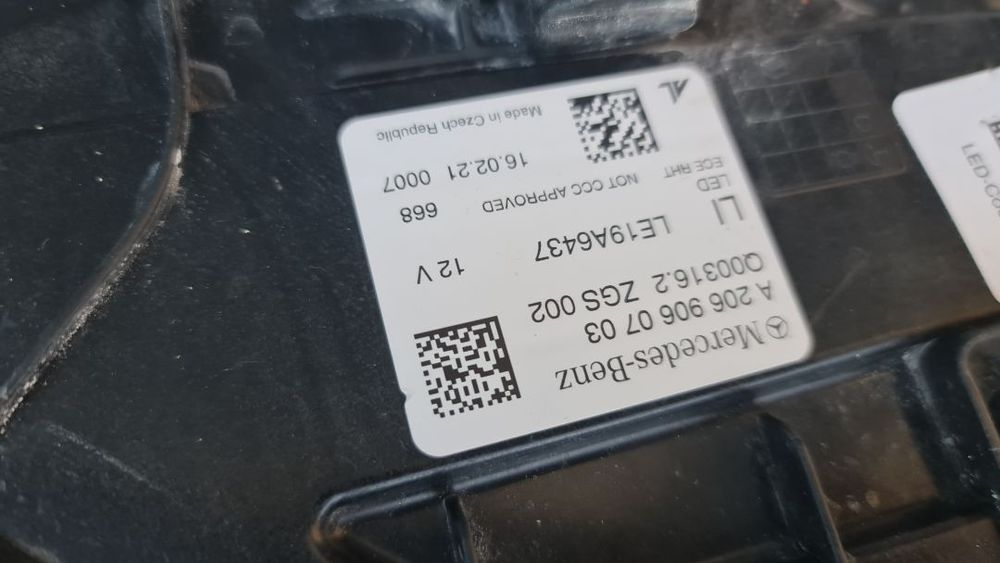 Mercedes-Benz
A 206 906 07 03
Q00316.2 ZGS 002
LI LE19A6437 12 V
LED
ECE RHT NOT CCC APPROVED 668
16.02.21 0007
Made in Czech Republic
AL